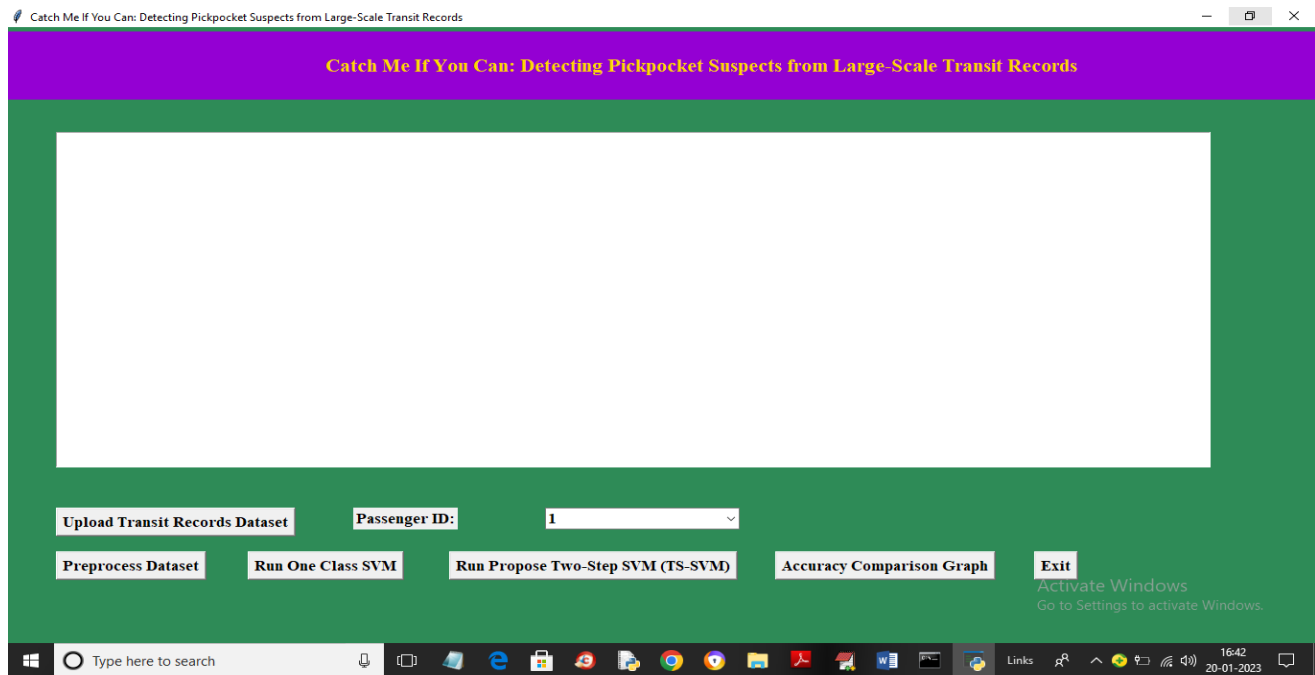 Catch Me If You Can: Detecting Pickpocket Suspects from Large-Scale Transit Records
Catch Me If You Can: Detecting Pickpocket Suspects from Large-Scale Transit Records
Upload Transit Records Dataset Passenger ID: 1
Preprocess Dataset Run One Class SVM Run Propose Two-Step SVM (TS-SVM) Accuracy Comparison Graph Exit
Activate Windows
Go to Settings to activate Windows.
Type here to search Links 16:42
20-01-2023